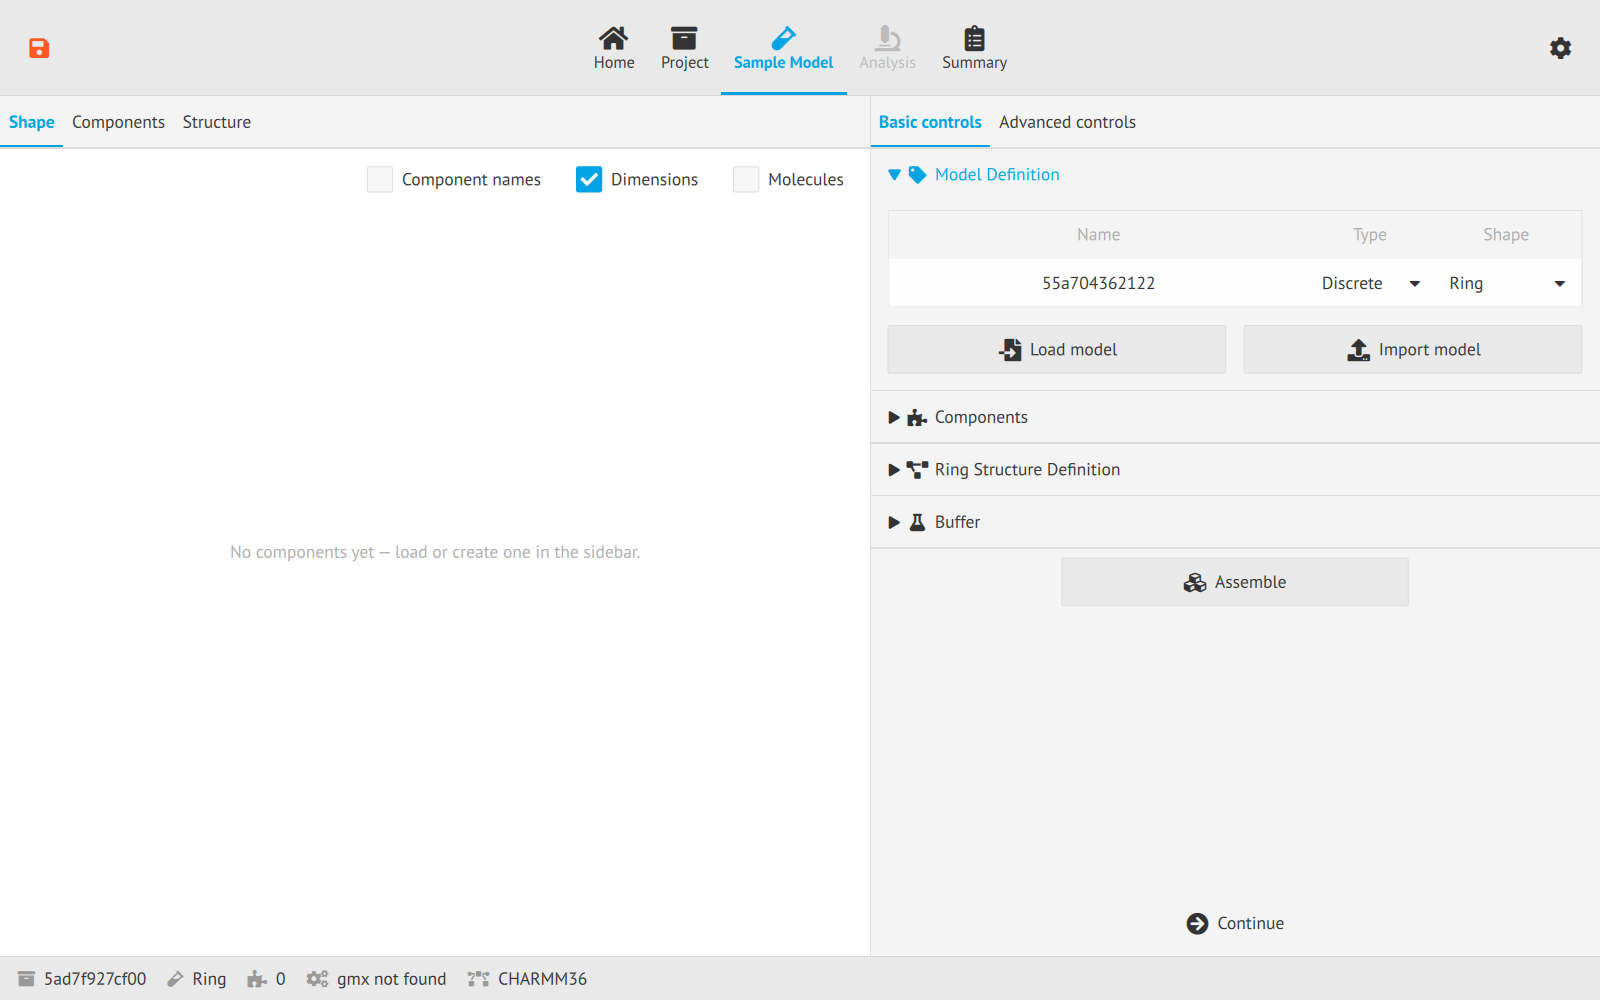 Home
Project
Sample Model
Analysis
Summary
Shape
Components
Structure
Basic controls
Advanced controls
Component names
Dimensions
Molecules
Model Definition
Name
Type
Shape
55a704362122
Discrete
Ring
Load model
Import model
Components
Ring Structure Definition
Buffer
No components yet — load or create one in the sidebar.
Assemble
Continue
5ad7f927cf00
Ring
0
gmx not found
CHARMM36